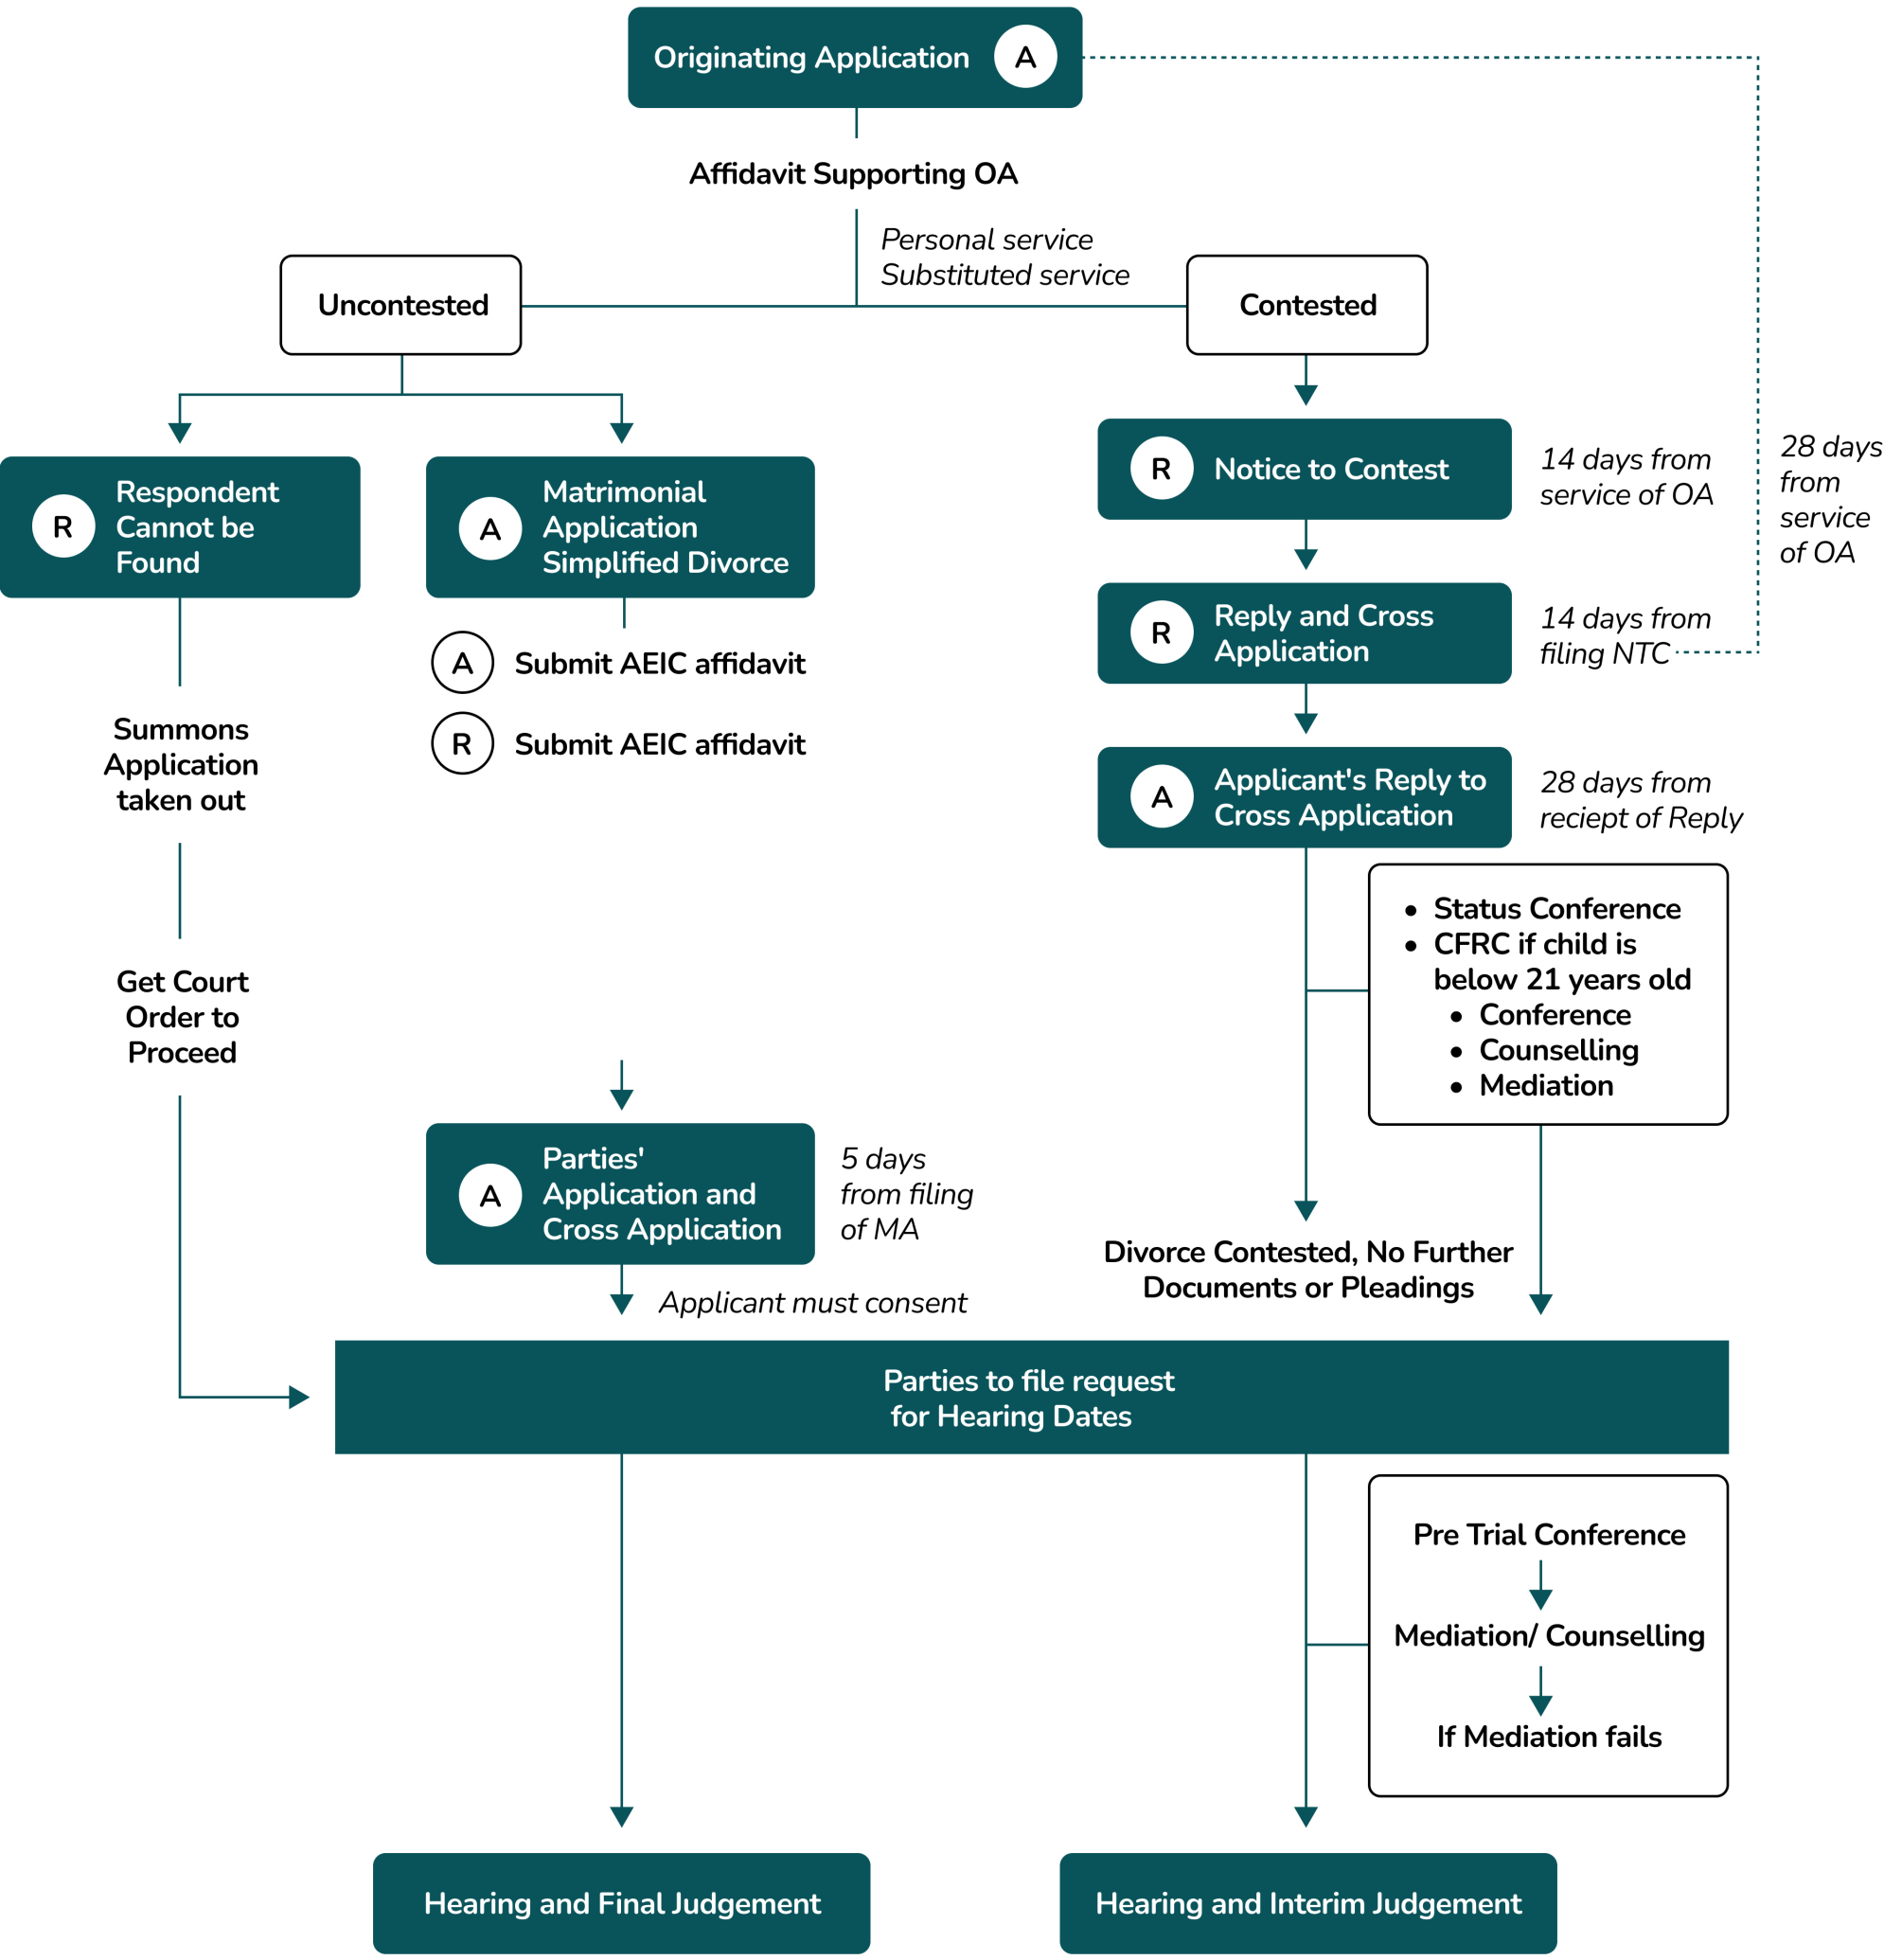 Originating Application
A
Affidavit Supporting OA
Personal service
Substituted service
Uncontested
Contested
R
Respondent
Cannot be
Found
A
Matrimonial
Application
Simplified Divorce
R
Notice to Contest
14 days from
service of OA
28 days
from
service
of OA
A
Submit AEIC affidavit
R
Submit AEIC affidavit
R
Reply and Cross
Application
14 days from
filing NTC
Summons
Application
taken out
A
Applicant's Reply to
Cross Application
28 days from
reciept of Reply
• Status Conference
• CFRC if child is
below 21 years old
• Conference
• Counselling
• Mediation
Get Court
Order to
Proceed
A
Parties'
Application and
Cross Application
5 days
from filing
of MA
Applicant must consent
Divorce Contested, No Further
Documents or Pleadings
Parties to file request
for Hearing Dates
Pre Trial Conference
Mediation/ Counselling
If Mediation fails
Hearing and Final Judgement
Hearing and Interim Judgement